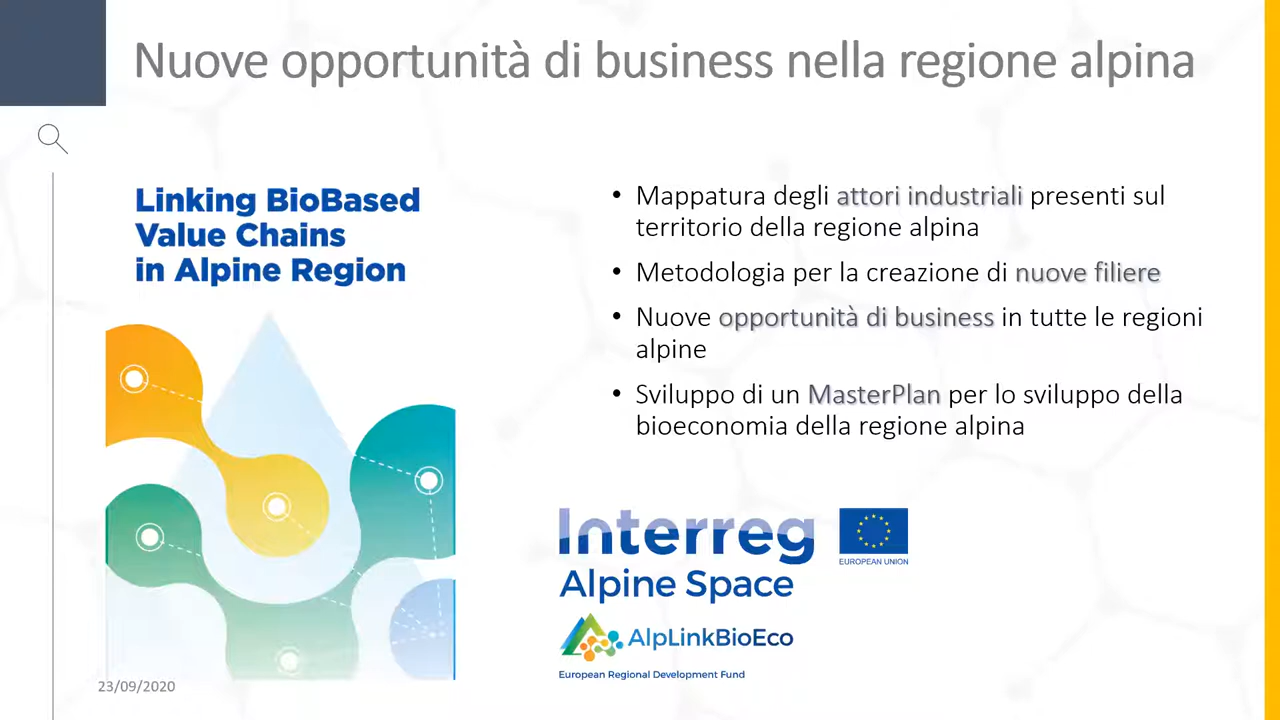 Nuove opportunità di business nella regione alpina
Linking BioBased
Value Chains
in Alpine Region
• Mappatura degli attori industriali presenti sul
territorio della regione alpina
• Metodologia per la creazione di nuove filiere
• Nuove opportunità di business in tutte le regioni
alpine
• Sviluppo di un MasterPlan per lo sviluppo della
bioeconomia della regione alpina
Interreg
EUROPEAN UNION
Alpine Space
AlpLinkBioEco
European Regional Development Fund
23/09/2020